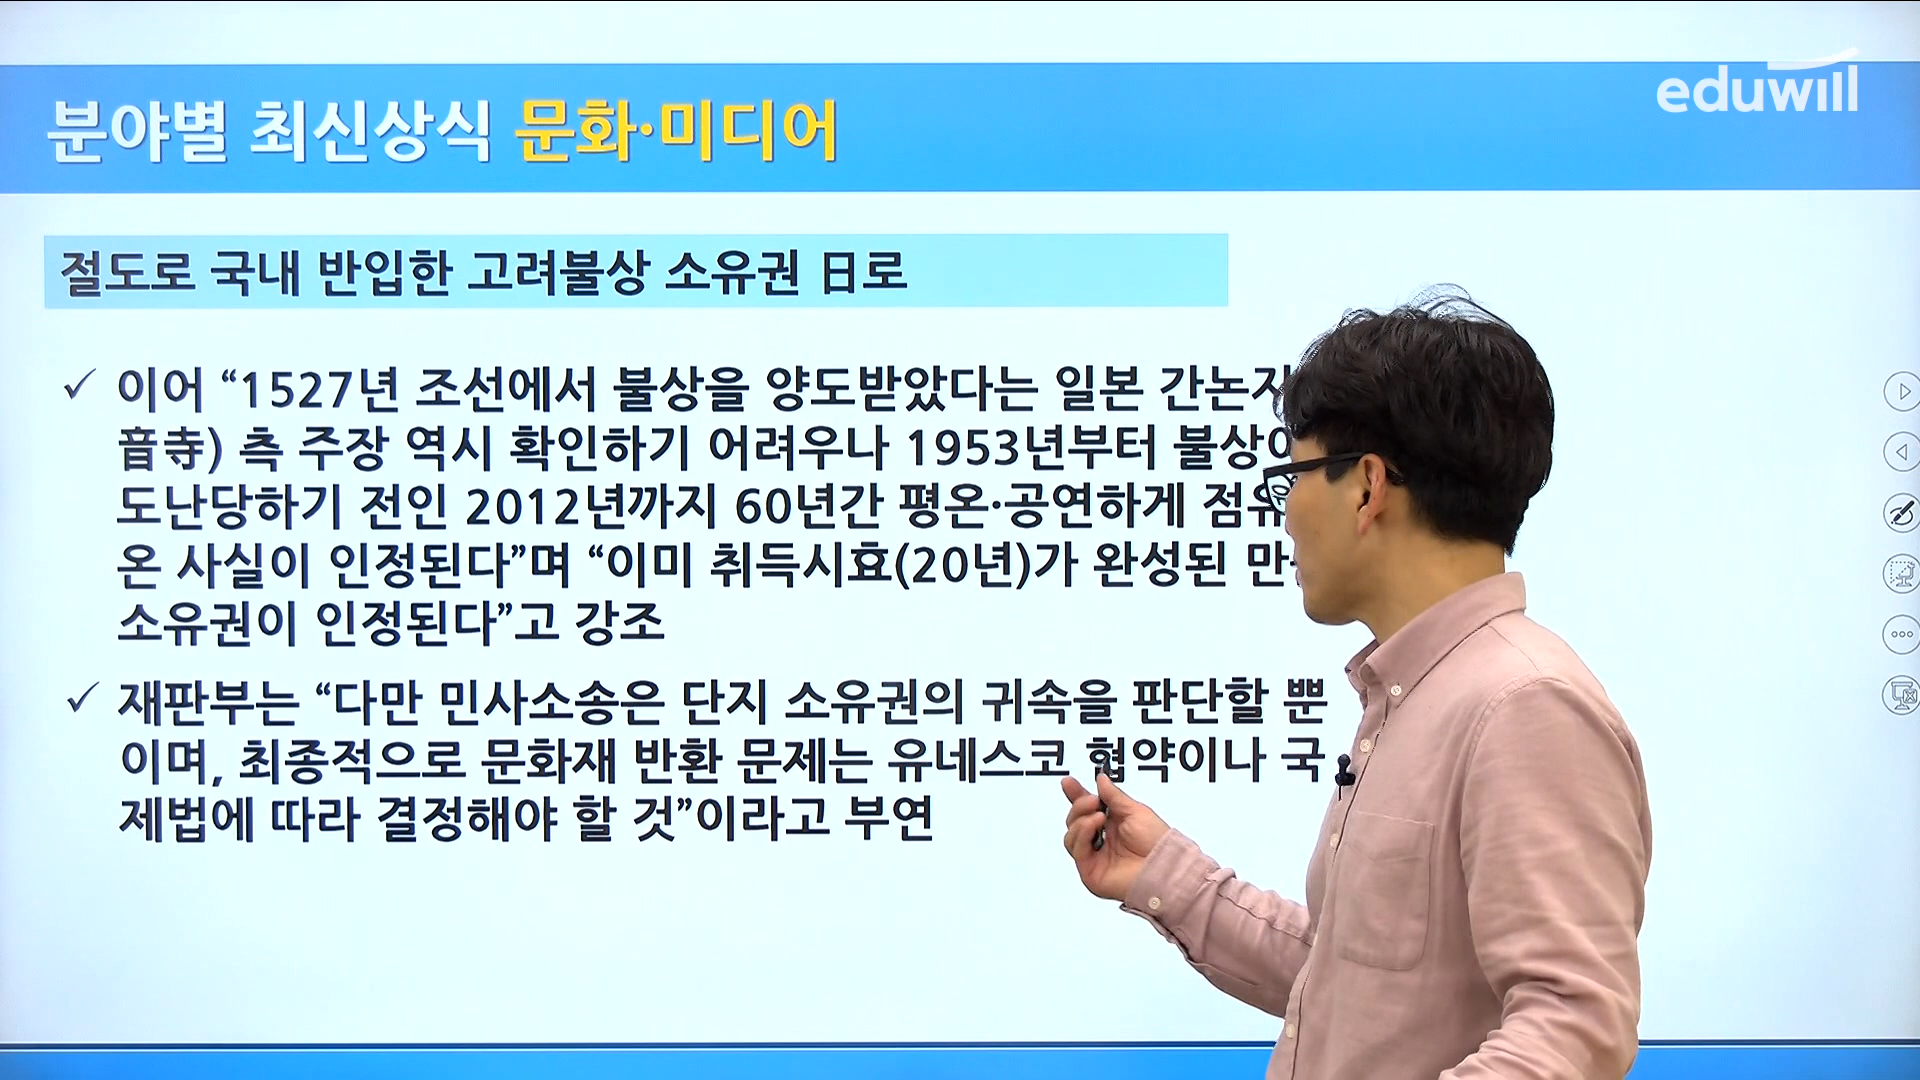 eduwill
분야별 최신상식 문화·미디어
절도로 국내 반입한 고려불상 소유권 日로
✓ 이어 “1527년 조선에서 불상을 양도받았다는 일본
音寺) 측 주장 역시 확인하기 어려우나 1953년부터
도난당하기 전인 2012년까지 60년간 평온·공연하게
온 사실이 인정된다”며 “이미 취득시효(20년)가 완성된
소유권이 인정된다”고 강조
✓ 재판부는 “다만 민사소송은 단지 소유권의 귀속을 판단할 뿐
이며, 최종적으로 문화재 반환 문제는 유네스코 협약이나 국
제법에 따라 결정해야 할 것”이라고 부연